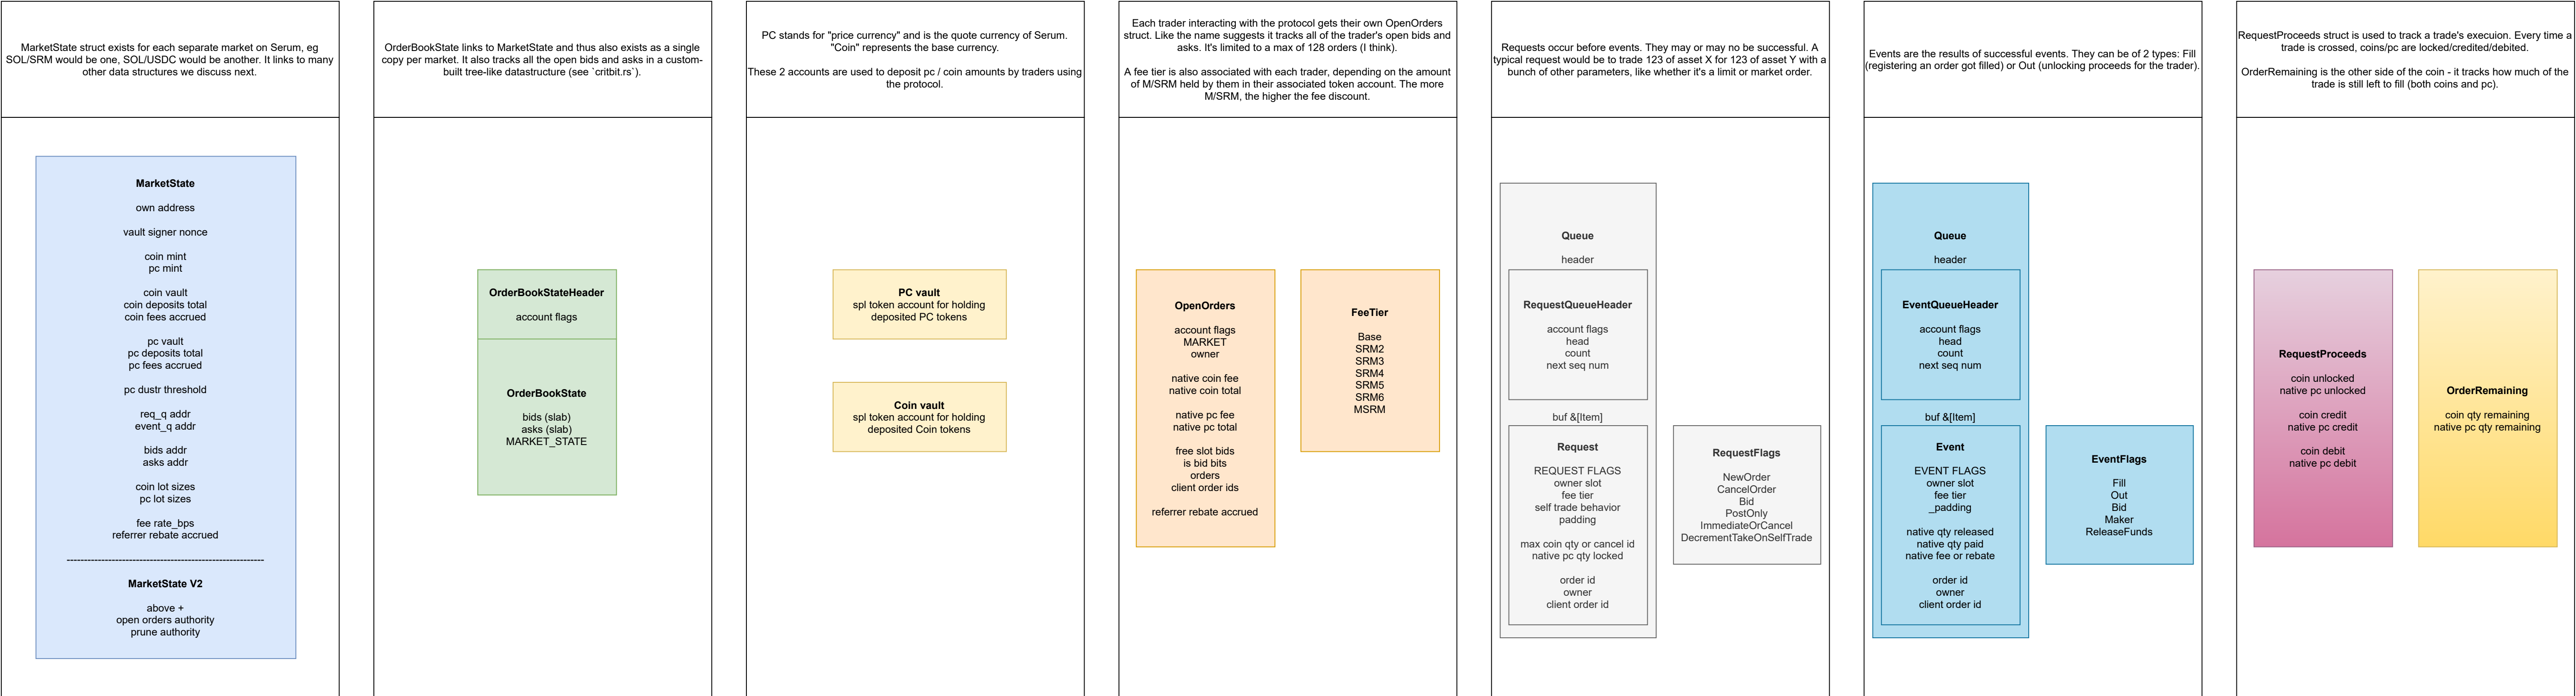 MarketState struct exists for each separate market on Serum, eg
SOL/SRM would be one, SOL/USDC would be another. It links to many
other data structures we discuss next.
MarketState
own address
vault signer nonce
coin mint
pc mint
coin vault
coin deposits total
coin fees accrued
pc vault
pc deposits total
pc fees accrued
pc dustr threshold
req_q addr
event_q addr
bids addr
asks addr
coin lot sizes
pc lot sizes
fee rate_bps
referrer rebate accrued
---------------------------------------------------------
MarketState V2
above +
open orders authority
prune authority
OrderBookState links to MarketState and thus also exists as a single
copy per market. It also tracks all the open bids and asks in a custom-
built tree-like datastructure (see `critbit.rs`).
OrderBookStateHeader
account flags
OrderBookState
bids (slab)
asks (slab)
MARKET_STATE
PC stands for "price currency" and is the quote currency of Serum.
"Coin" represents the base currency.
These 2 accounts are used to deposit pc / coin amounts by traders using
the protocol.
PC vault
spl token account for holding
deposited PC tokens
Coin vault
spl token account for holding
deposited Coin tokens
Each trader interacting with the protocol gets their own OpenOrders
struct. Like the name suggests it tracks all of the trader's open bids and
asks. It's limited to a max of 128 orders (I think).
A fee tier is also associated with each trader, depending on the amount
of M/SRM held by them in their associated token account. The more
M/SRM, the higher the fee discount.
OpenOrders
account flags
MARKET
owner
native coin fee
native coin total
native pc fee
native pc total
free slot bids
is bid bits
orders
client order ids
referrer rebate accrued
FeeTier
Base
SRM2
SRM3
SRM4
SRM5
SRM6
MSRM
Requests occur before events. They may or may no be successful. A
typical request would be to trade 123 of asset X for 123 of asset Y with a
bunch of other parameters, like whether it's a limit or market order.
Queue
header
RequestQueueHeader
account flags
head
count
next seq num
buf &[Item]
Request
REQUEST FLAGS
owner slot
fee tier
self trade behavior
padding
max coin qty or cancel id
native pc qty locked
order id
owner
client order id
RequestFlags
NewOrder
CancelOrder
Bid
PostOnly
ImmediateOrCancel
DecrementTakeOnSelfTrade
Events are the results of successful events. They can be of 2 types: Fill
(registering an order got filled) or Out (unlocking proceeds for the trader).
Queue
header
EventQueueHeader
account flags
head
count
next seq num
buf &[Item]
Event
EVENT FLAGS
owner slot
fee tier
_padding
native qty released
native qty paid
native fee or rebate
order id
owner
client order id
EventFlags
Fill
Out
Bid
Maker
ReleaseFunds
RequestProceeds struct is used to track a trade's execuion. Every time a
trade is crossed, coins/pc are locked/credited/debited.
OrderRemaining is the other side of the coin - it tracks how much of the
trade is still left to fill (both coins and pc).
RequestProceeds
coin unlocked
native pc unlocked
coin credit
native pc credit
coin debit
native pc debit
OrderRemaining
coin qty remaining
native pc qty remaining